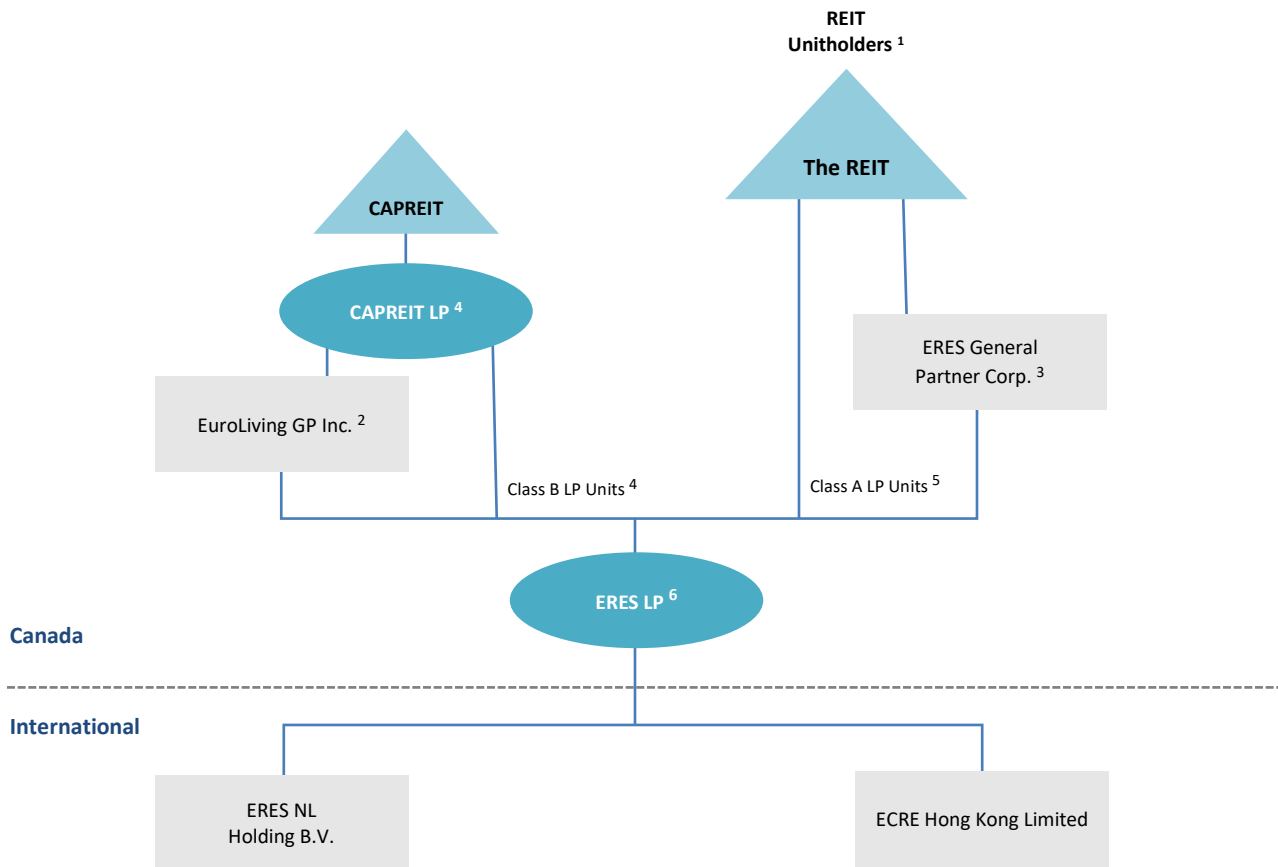 REIT
Unitholders 1
The REIT
CAPREIT
CAPREIT LP 4
ERES General
Partner Corp. 3
EuroLiving GP Inc. 2
Class B LP Units 4
Class A LP Units 5
ERES LP 6
Canada
International
ERES NL
Holding B.V.
ECRE Hong Kong Limited